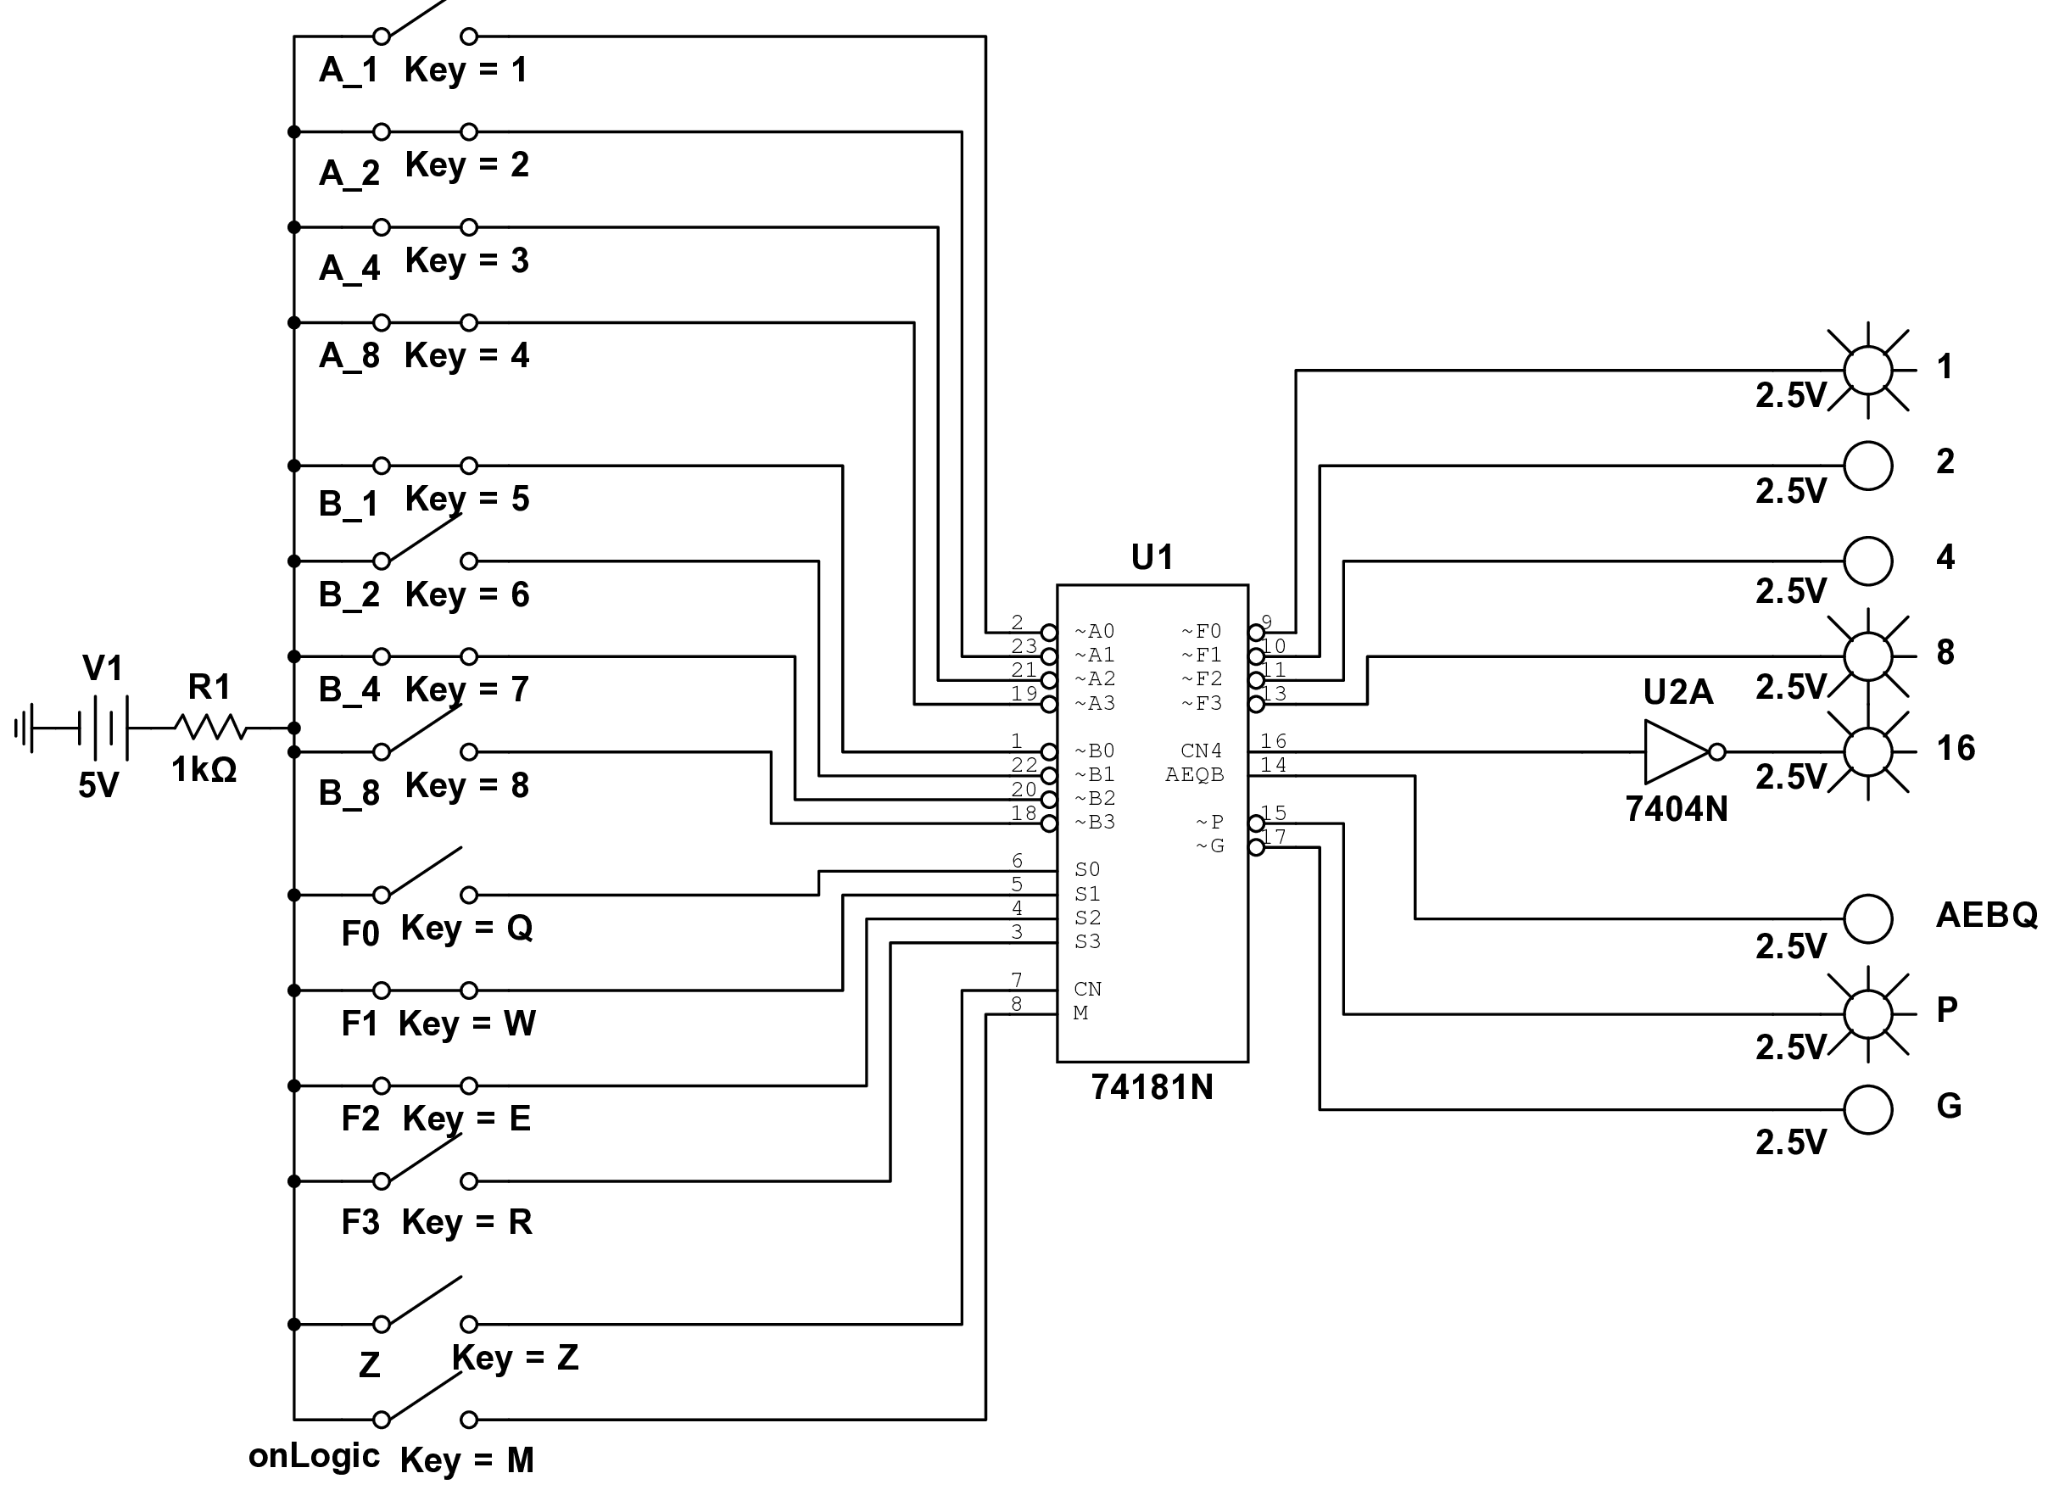 A_1 Key = 1
A_2 Key = 2
A_4 Key = 3
A_8 Key = 4
B_1 Key = 5
B_2 Key = 6
B_4 Key = 7
B_8 Key = 8
V1
5V
R1
1kΩ
F0 Key = Q
F1 Key = W
F2 Key = E
F3 Key = R
Z Key = Z
onLogic Key = M
U1
2 ~A0
23 ~A1
21 ~A2
19 ~A3
1 ~B0
22 ~B1
20 ~B2
18 ~B3
6 S0
5 S1
4 S2
3 S3
7 CN
8 M
~F0 9
~F1 10
~F2 11
~F3 13
CN4 16
AEQB 14
~P 15
~G 17
74181N
U2A
7404N
2.5V 1
2.5V 2
2.5V 4
2.5V 8
2.5V 16
2.5V AEBQ
2.5V P
2.5V G